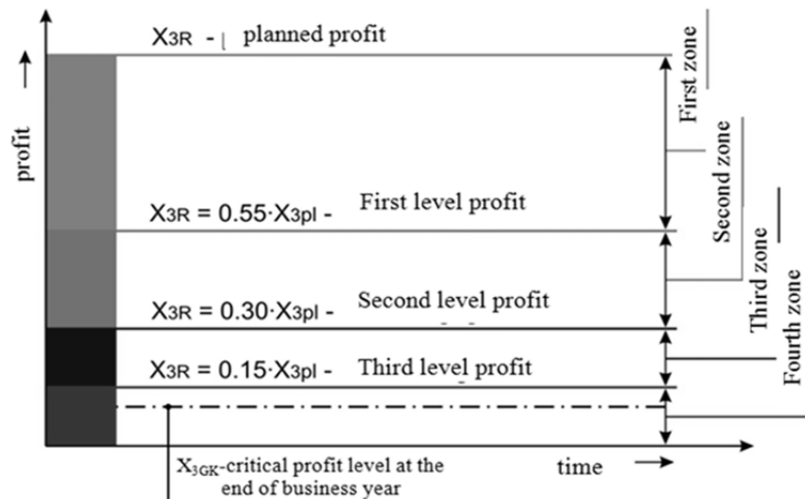 X3R - planned profit
profit
X3R = 0.55·X3pl - First level profit
X3R = 0.30·X3pl - Second level profit
X3R = 0.15·X3pl - Third level profit
X3GK-critical profit level at the
end of business year
time
First zone
Second zone
Third zone
Fourth zone